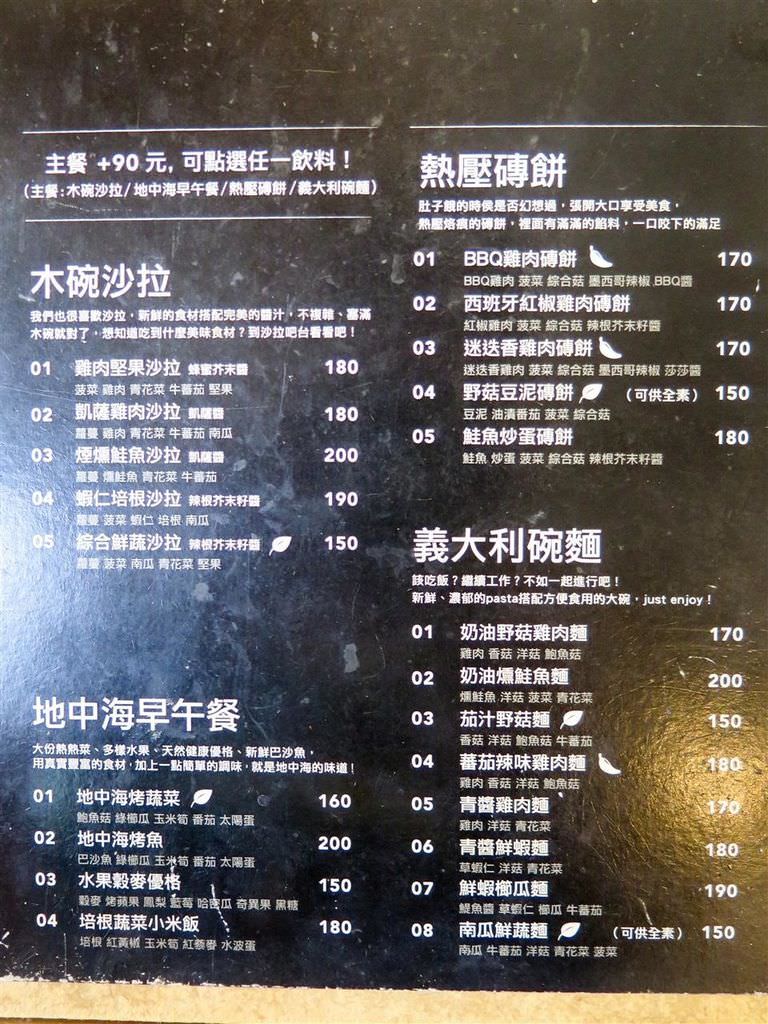 主餐 +90 元, 可點選任一飲料！
(主餐:木碗沙拉/地中海早午餐/熱壓磚餅/義大利碗麵)
木碗沙拉
我們也很喜歡沙拉，新鮮的食材搭配完美的醬汁，不複雜、塞滿
木碗就對了，想知道吃到什麼美味食材？到沙拉吧台看看吧！
01 雞肉堅果沙拉 蜂蜜芥末醬 180
菠菜 雞肉 青花菜 牛蕃茄 堅果
02 凱薩雞肉沙拉 凱薩醬 180
蘿蔓 雞肉 青花菜 牛蕃茄 南瓜
03 煙燻鮭魚沙拉 凱薩醬 200
蘿蔓 燻鮭魚 青花菜 牛蕃茄
04 蝦仁培根沙拉 辣根芥末籽醬 190
蘿蔓 菠菜 蝦仁 培根 南瓜
05 綜合鮮蔬沙拉 辣根芥末籽醬 150
蘿蔓 菠菜 南瓜 青花菜 堅果
地中海早午餐
大份熱熱菜、多樣水果、天然健康優格、新鮮巴沙魚，
用真實豐富的食材，加上一點簡單的調味，就是地中海的味道！
01 地中海烤蔬菜 160
鮑魚菇 綠櫛瓜 玉米筍 番茄 太陽蛋
02 地中海烤魚 200
巴沙魚 綠櫛瓜 玉米筍 番茄 太陽蛋
03 水果穀麥優格 150
穀麥 烤蘋果 鳳梨 藍莓 哈密瓜 奇異果 黑糖
04 培根蔬菜小米飯 180
培根 紅黃椒 玉米筍 紅藜麥 水波蛋
熱壓磚餅
肚子餓的時侯是否幻想過，張開大口享受美食，
熱壓烙痕的磚餅，裡面有滿滿的餡料，一口咬下的滿足
01 BBQ雞肉磚餅 170
BBQ雞肉 菠菜 綜合菇 墨西哥辣椒 BBQ醬
02 西班牙紅椒雞肉磚餅 170
紅椒雞肉 菠菜 綜合菇 辣根芥末籽醬
03 迷迭香雞肉磚餅 170
迷迭香雞肉 菠菜 綜合菇 墨西哥辣椒 莎莎醬
04 野菇豆泥磚餅 (可供全素) 150
豆泥 油漬番茄 菠菜 綜合菇
05 鮭魚炒蛋磚餅 180
鮭魚 炒蛋 菠菜 綜合菇 辣根芥末籽醬
義大利碗麵
該吃飯？繼續工作？不如一起進行吧！
新鮮、濃郁的pasta搭配方便食用的大碗，just enjoy！
01 奶油野菇雞肉麵 170
雞肉 香菇 洋菇 鮑魚菇
02 奶油燻鮭魚麵 200
燻鮭魚 洋菇 菠菜 青花菜
03 茄汁野菇麵 150
香菇 洋菇 鮑魚菇 牛蕃茄
04 蕃茄辣味雞肉麵 180
雞肉 香菇 洋菇 鮑魚菇
05 青醬雞肉麵 170
雞肉 洋菇 青花菜
06 青醬鮮蝦麵 180
草蝦仁 洋菇 青花菜
07 鮮蝦櫛瓜麵 190
鯷魚醬 草蝦仁 櫛瓜 牛蕃茄
08 南瓜鮮蔬麵 (可供全素) 150
南瓜 牛蕃茄 洋菇 青花菜 菠菜